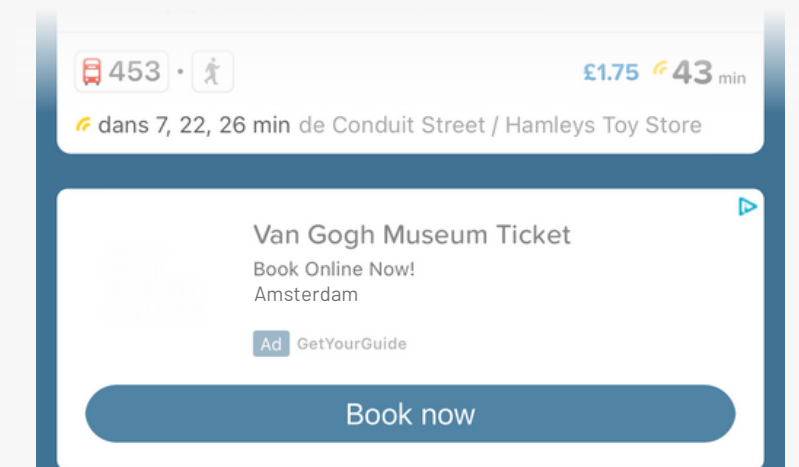 453 · £1.75 43 min
dans 7, 22, 26 min de Conduit Street / Hamleys Toy Store
Van Gogh Museum Ticket
Book Online Now!
Amsterdam
Ad GetYourGuide
Book now